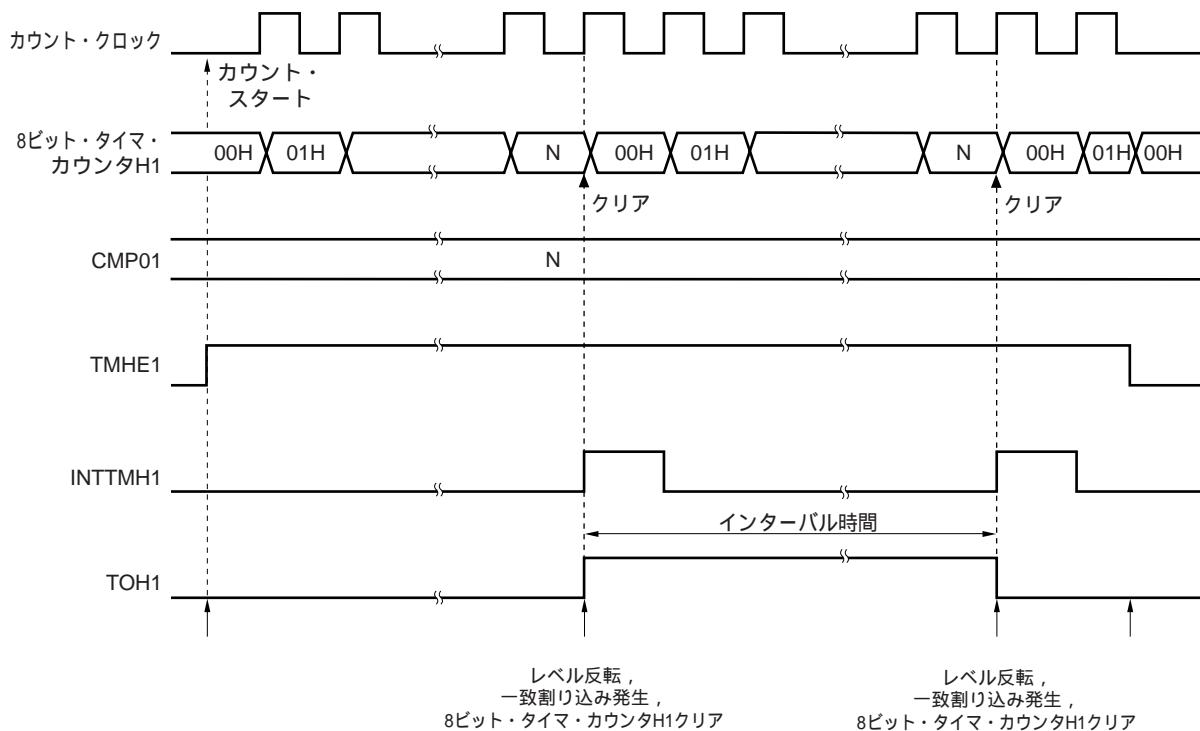 カウント・クロック
カウント・
スタート
8ビット・タイマ・
カウンタH1
00H 01H N 00H 01H N 00H 01H 00H
クリア クリア
CMP01 N
TMHE1
INTTMH1
インターバル時間
TOH1
レベル反転，
一致割り込み発生，
8ビット・タイマ・カウンタH1クリア
レベル反転，
一致割り込み発生，
8ビット・タイマ・カウンタH1クリア